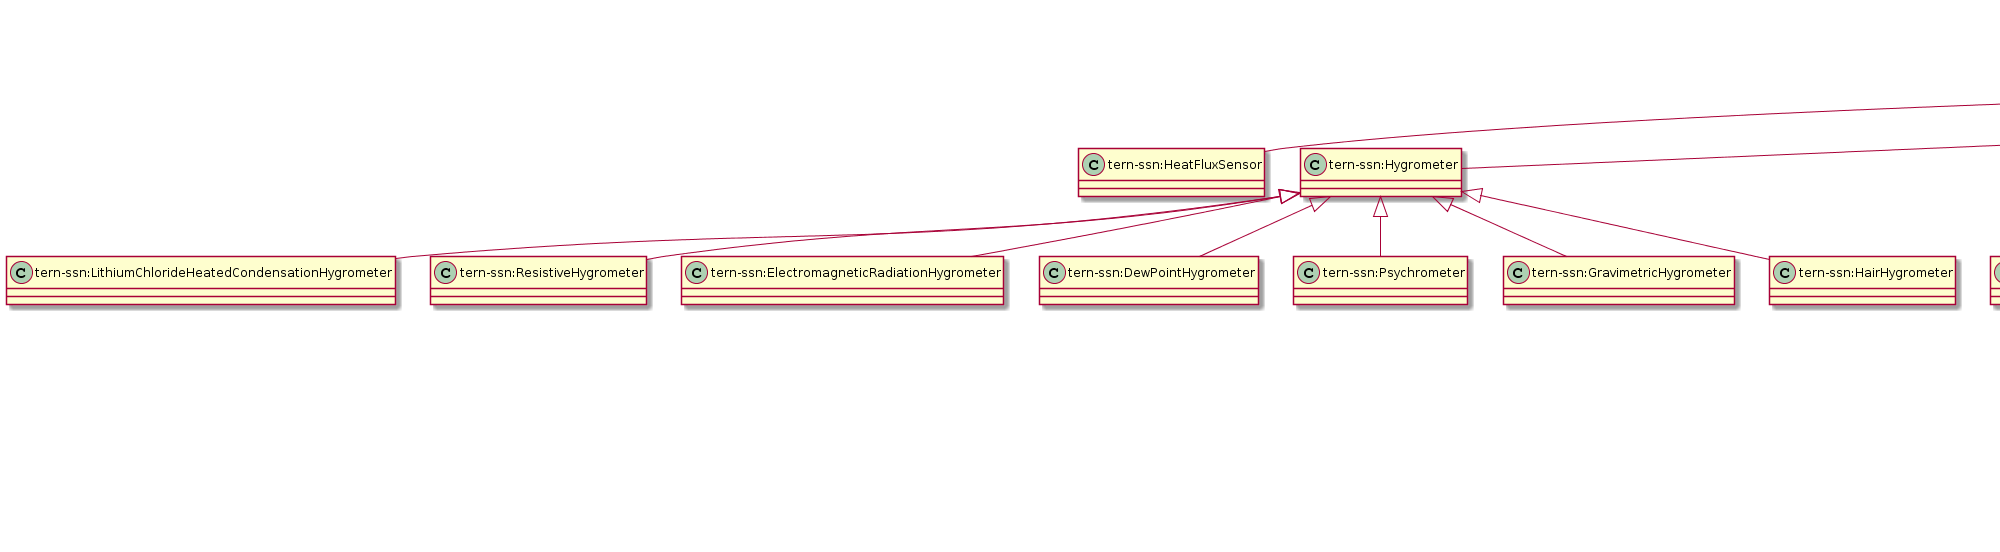 C tern-ssn:HeatFluxSensor
C tern-ssn:Hygrometer
C tern-ssn:LithiumChlorideHeatedCondensationHygrometer
C tern-ssn:ResistiveHygrometer
C tern-ssn:ElectromagneticRadiationHygrometer
C tern-ssn:DewPointHygrometer
C tern-ssn:Psychrometer
C tern-ssn:GravimetricHygrometer
C tern-ssn:HairHygrometer